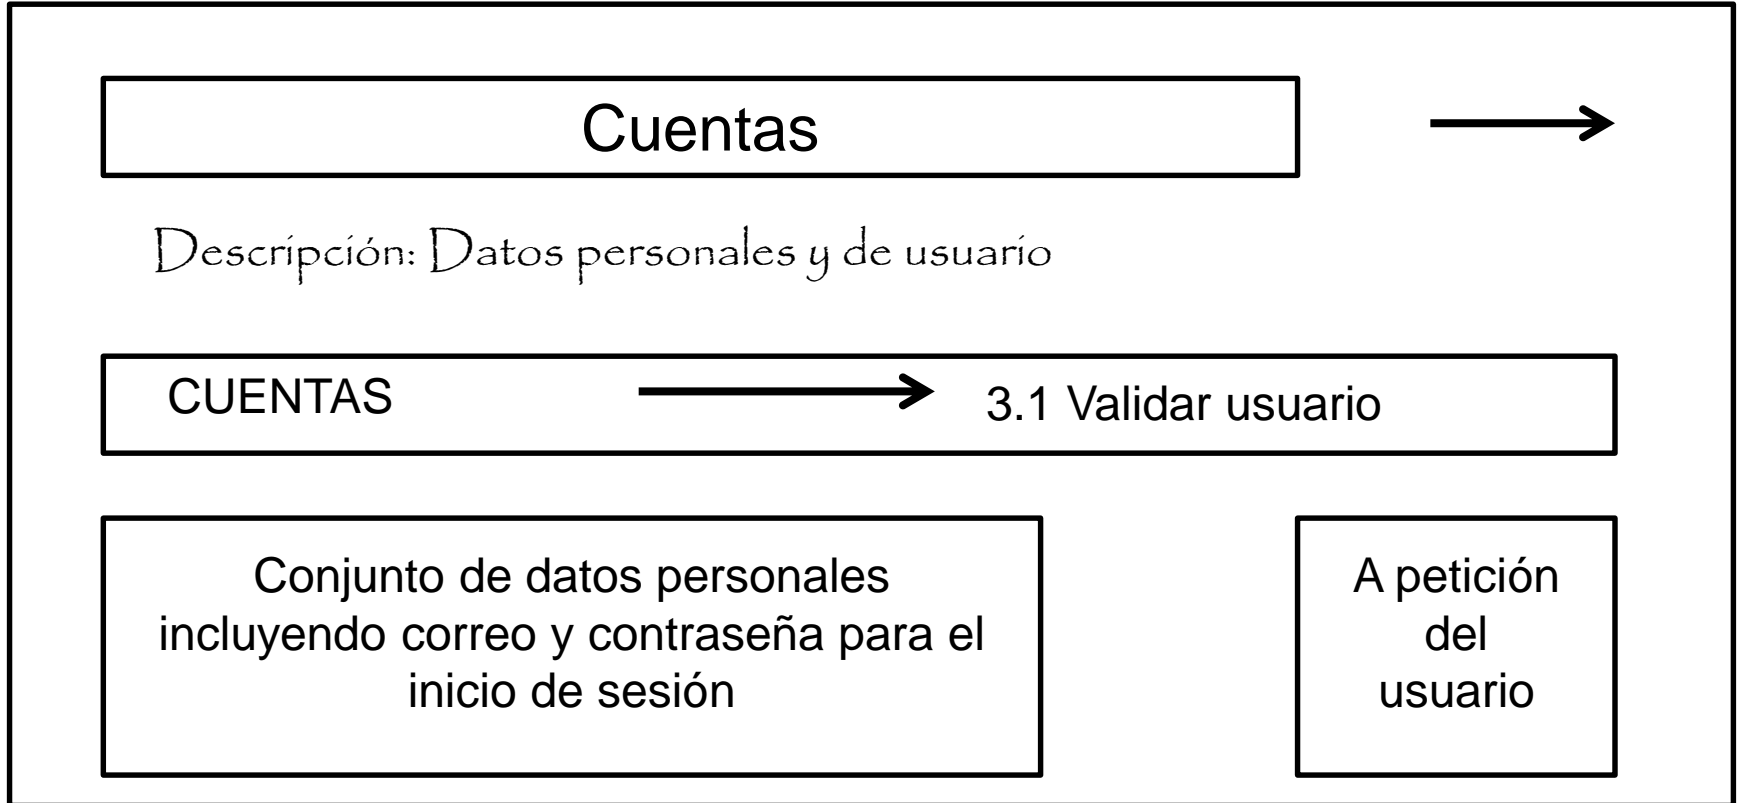 Cuentas
Descripción: Datos personales y de usuario
CUENTAS
3.1 Validar usuario
Conjunto de datos personales
incluyendo correo y contraseña para el
inicio de sesión
A petición
del
usuario